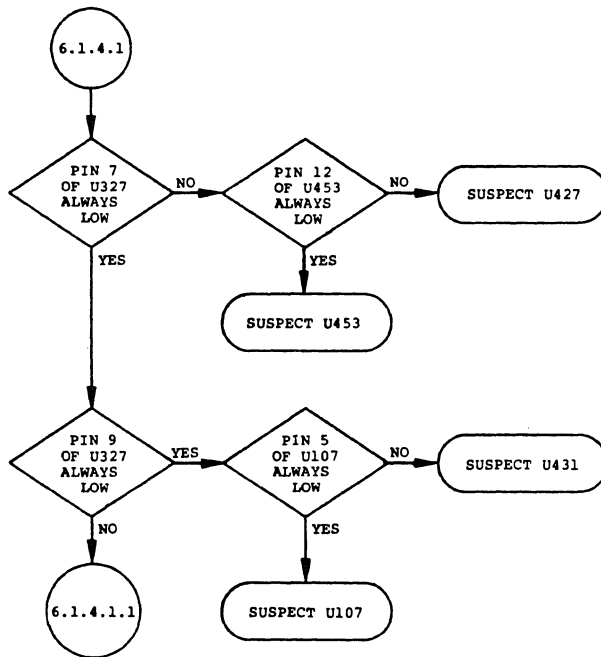 6.1.4.1
PIN 7
OF U327
ALWAYS
LOW
NO
PIN 12
OF U453
ALWAYS
LOW
NO
SUSPECT U427
YES
YES
SUSPECT U453
PIN 9
OF U327
ALWAYS
LOW
YES
PIN 5
OF U107
ALWAYS
LOW
NO
SUSPECT U431
NO
YES
6.1.4.1.1
SUSPECT U107